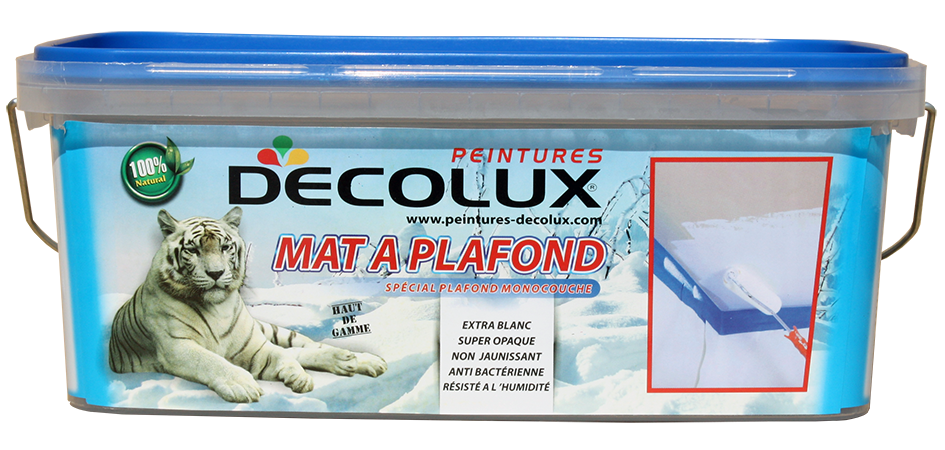 100%
Natural
PEINTURES
DECOLUX®
www.peintures-decolux.com
MAT A PLAFOND
SPÉCIAL PLAFOND MONOCOUCHE
HAUT
DE
GAMME
EXTRA BLANC
SUPER OPAQUE
NON JAUNISSANT
ANTI BACTÉRIENNE
RÉSISTÉ A L'HUMIDITÉ